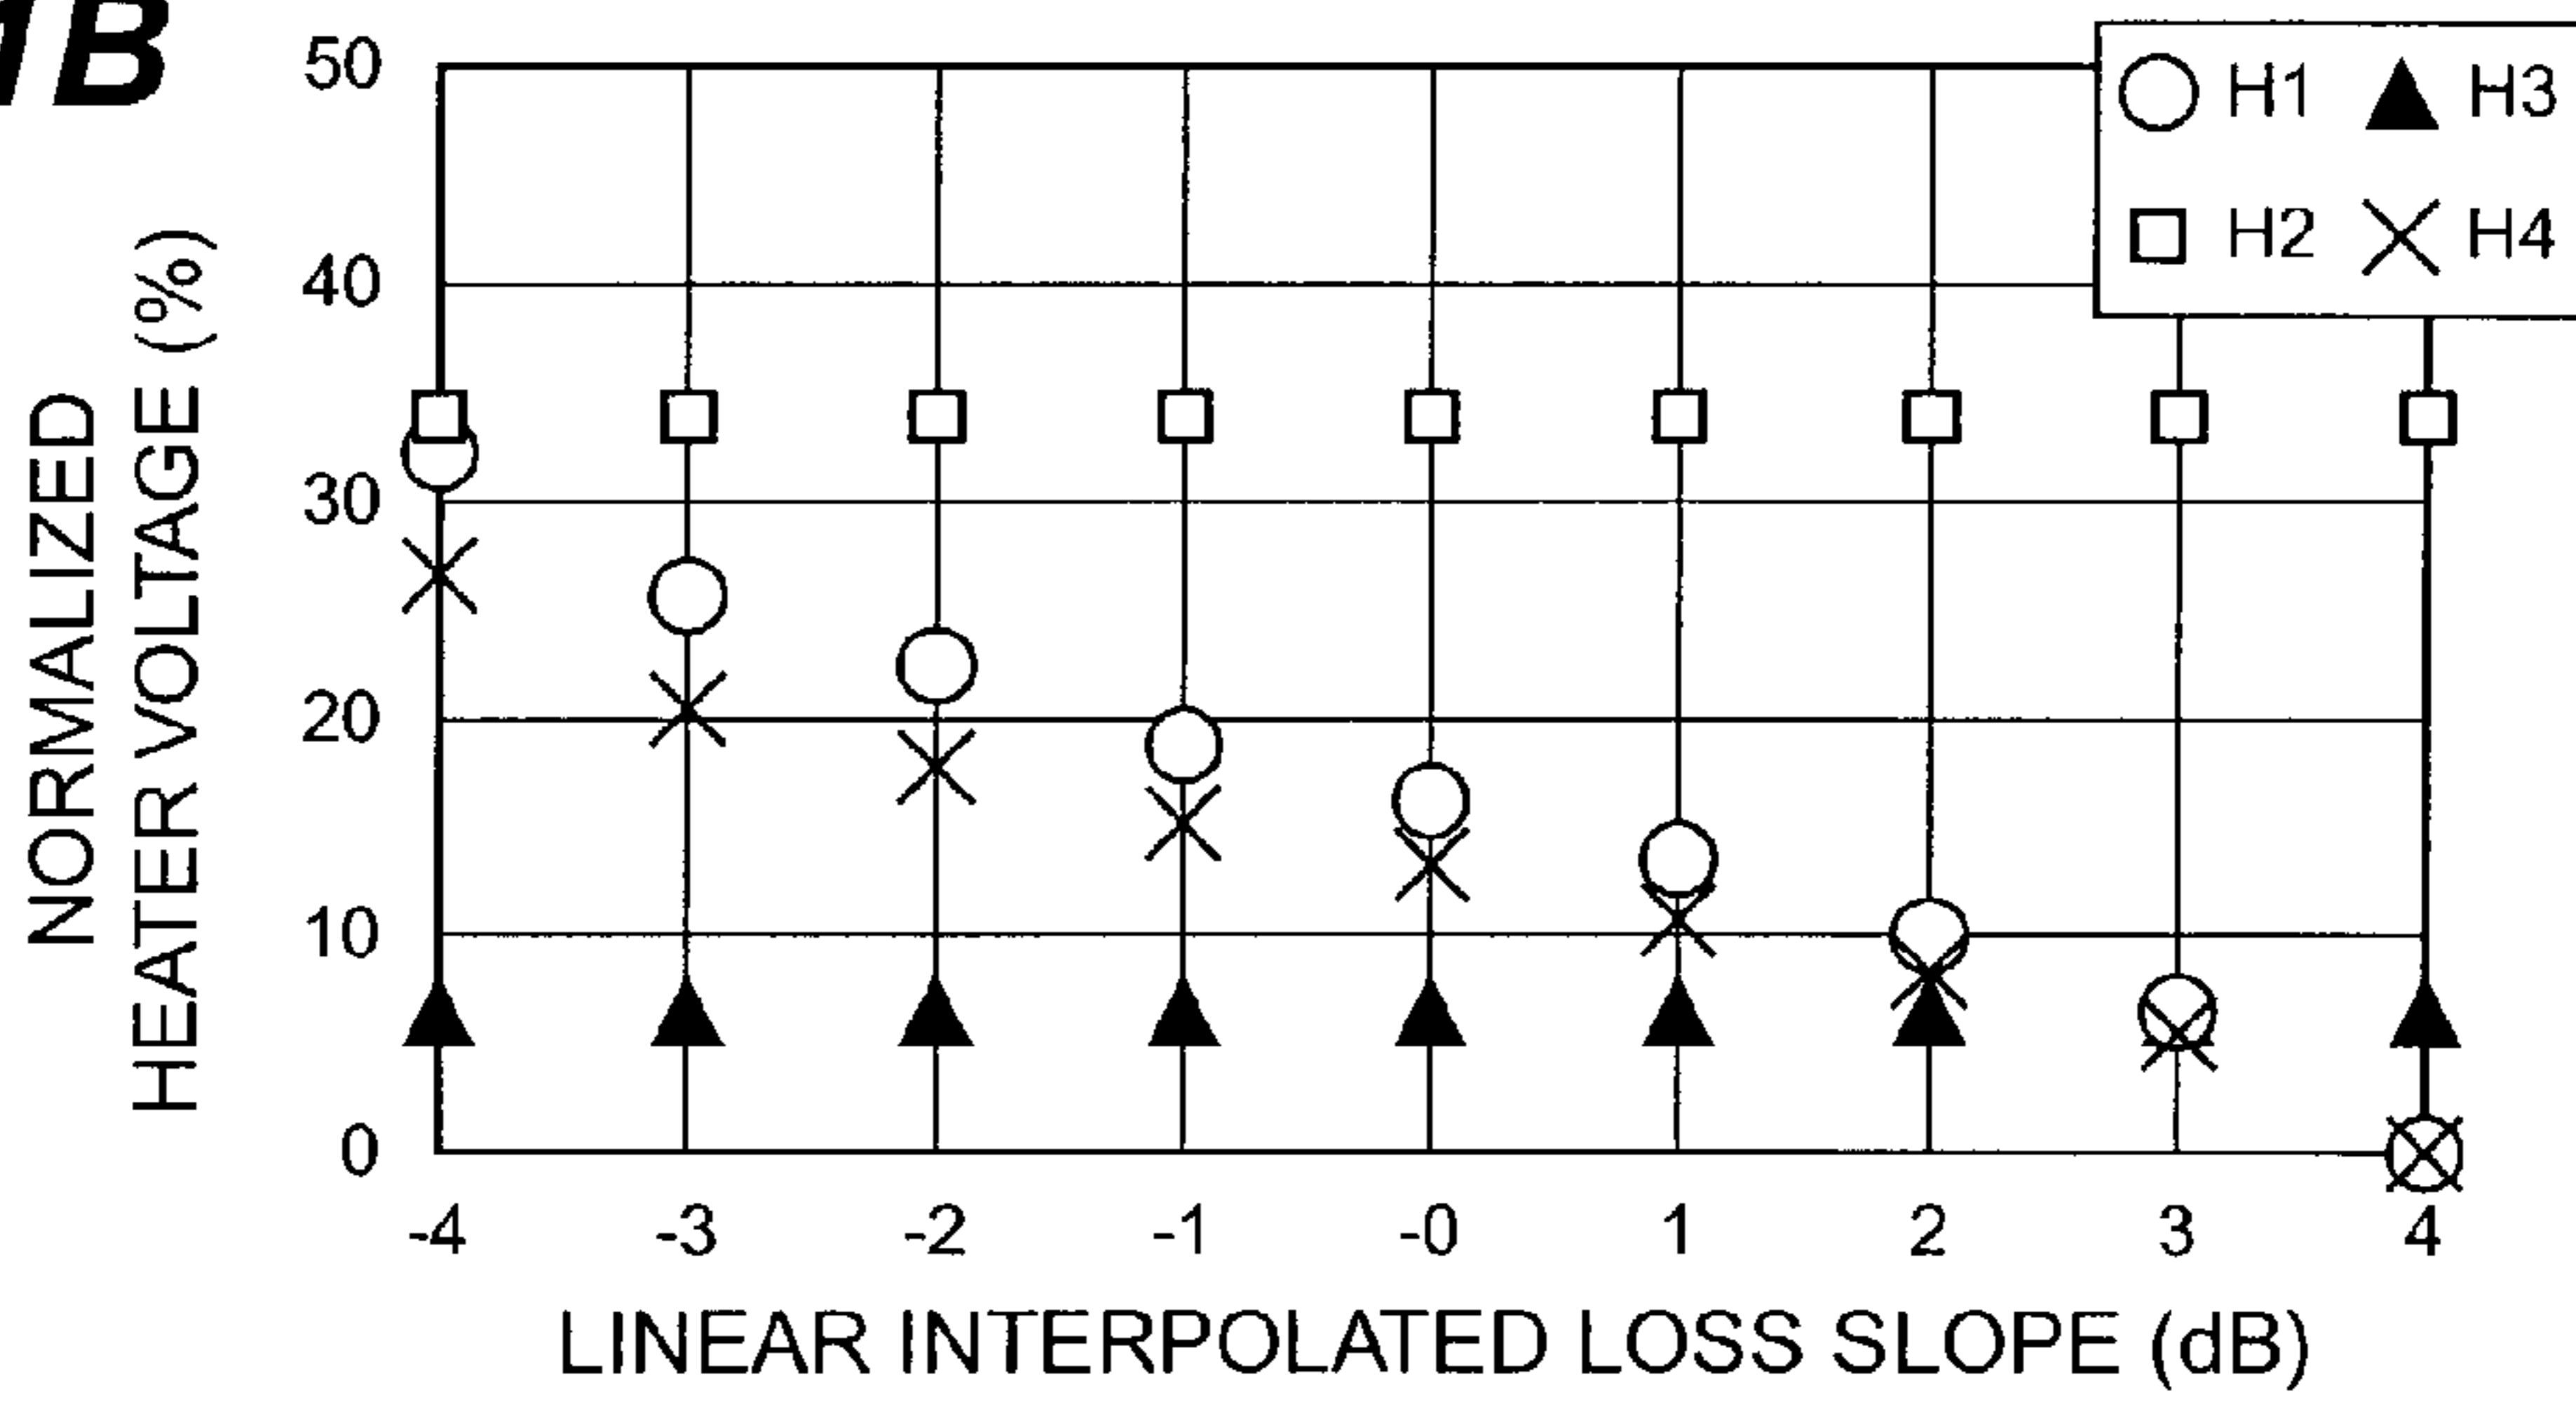 1B
50
40
30
20
10
0
NORMALIZED
HEATER VOLTAGE (%)
H1 H3
H2 H4
-4 -3 -2 -1 -0 1 2 3 4
LINEAR INTERPOLATED LOSS SLOPE (dB)